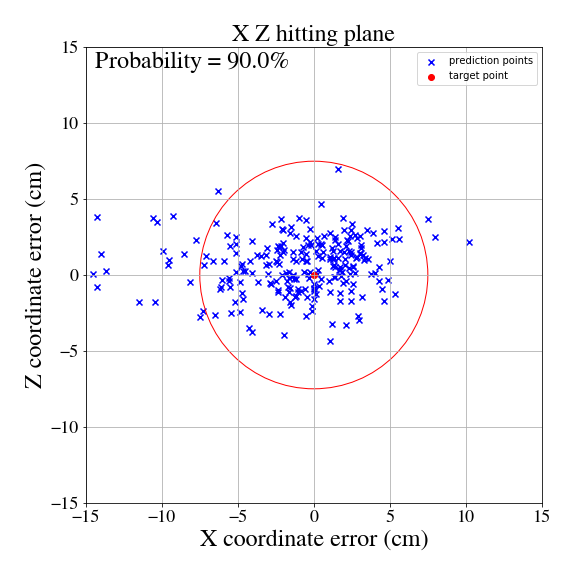 X Z hitting plane
Probability = 90.0%
prediction points
target point
Z coordinate error (cm)
15
10
5
0
−5
−10
−15
−15
−10
−5
0
5
10
15
X coordinate error (cm)